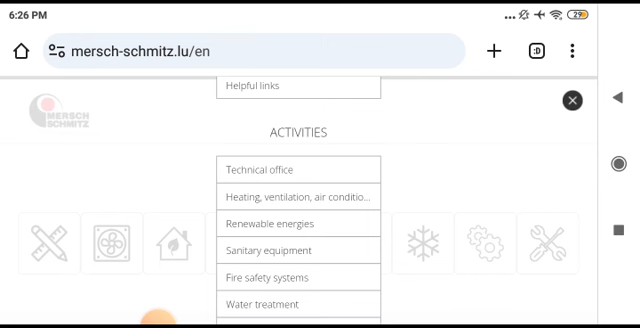 6:26 PM
29
mersch-schmitz.lu/en
:D
Helpful links
MERSCH
SCHMITZ
ACTIVITIES
Technical office
Heating, ventilation, air conditio...
Renewable energies
Sanitary equipment
Fire safety systems
Water treatment